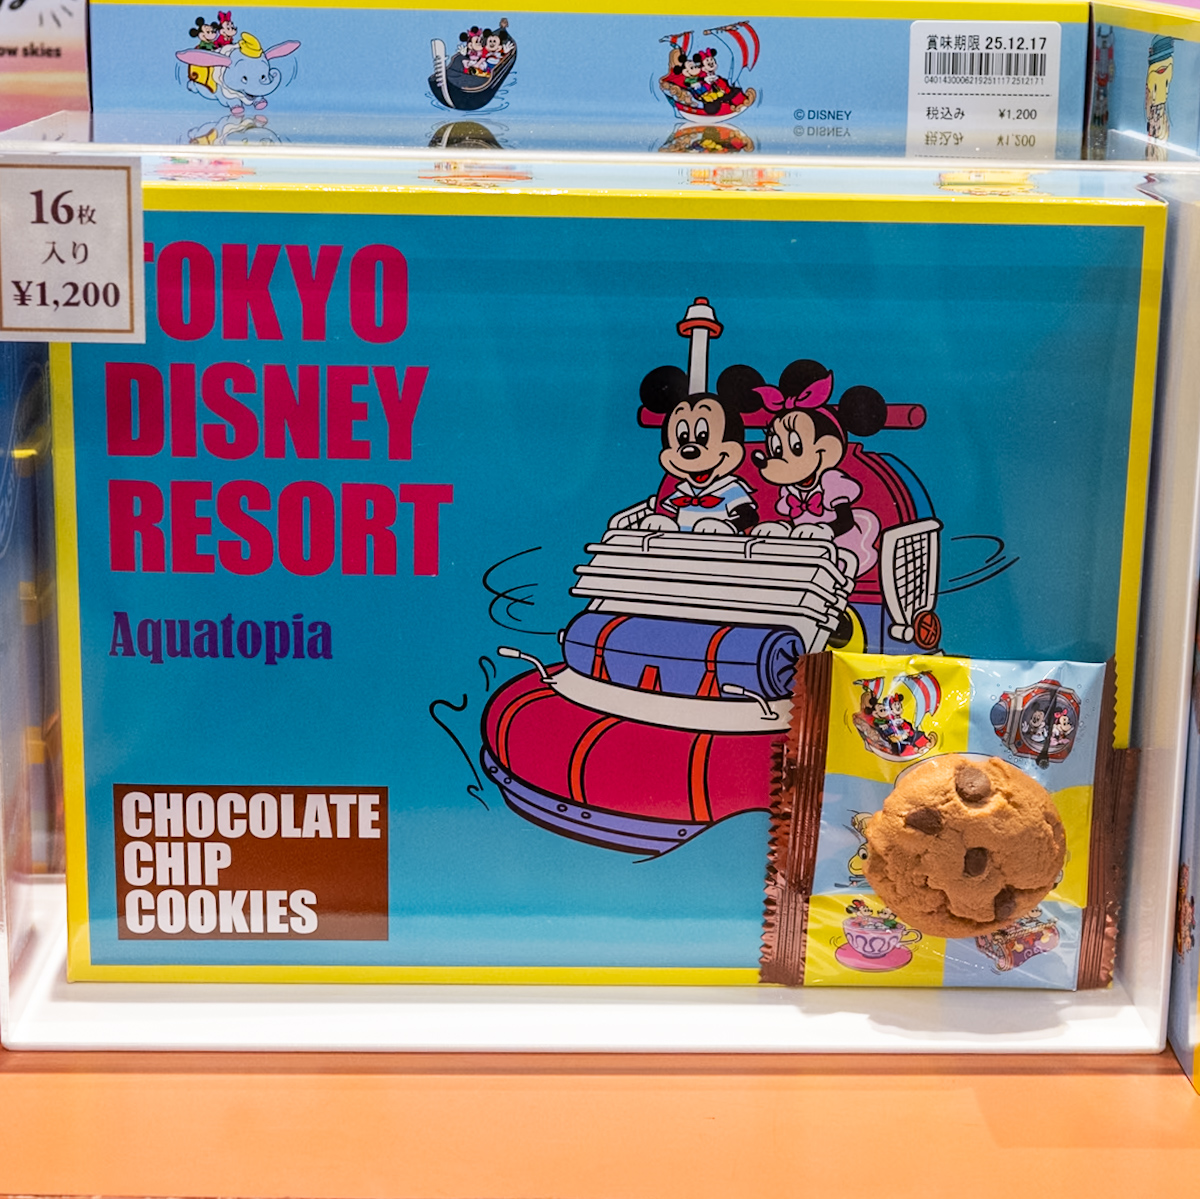 ow skies
賞味期限 25.12.17
税込み ¥1,200
© DISNEY
16枚
入り
¥1,200
TOKYO
DISNEY
RESORT
Aquatopia
CHOCOLATE
CHIP
COOKIES